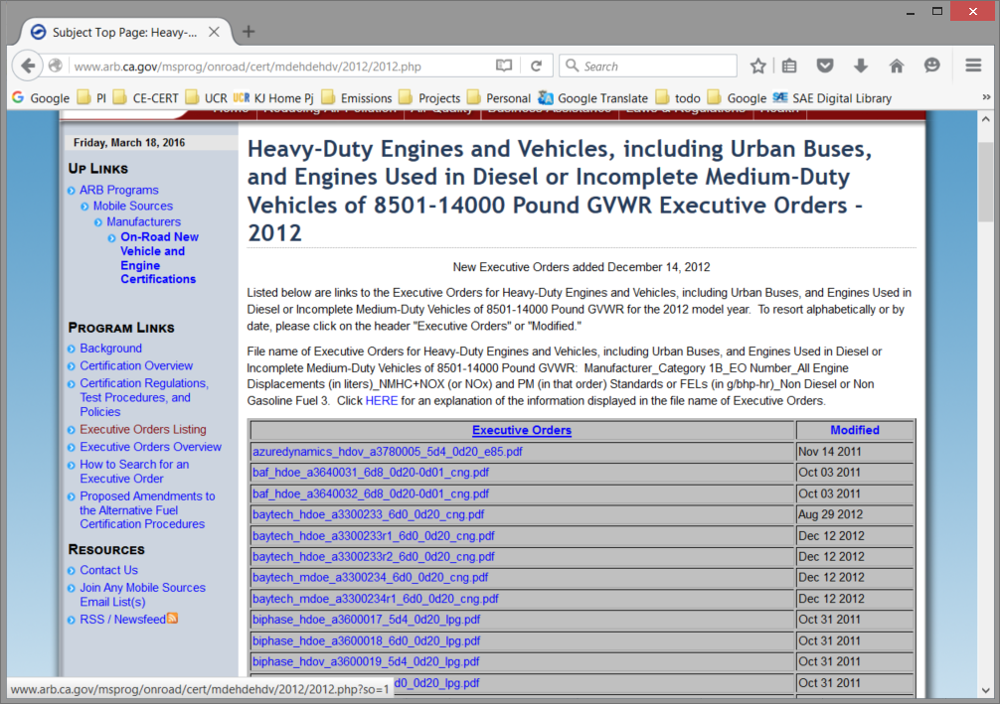 Subject Top Page: Heavy-...
www.arb.ca.gov/msprog/onroad/cert/mdehdehdv/2012/2012.php
Search
Google PI CE-CERT UCR UCR KJ Home Pj Emissions Projects Personal Google Translate todo Google SAE SAE Digital Library
Home Reducing Air Pollution Air Quality Business Assistance Laws & Regulations Health
Friday, March 18, 2016
UP LINKS
ARB Programs
Mobile Sources
Manufacturers
On-Road New
Vehicle and
Engine
Certifications
PROGRAM LINKS
Background
Certification Overview
Certification Regulations,
Test Procedures, and
Policies
Executive Orders Listing
Executive Orders Overview
How to Search for an
Executive Order
Proposed Amendments to
the Alternative Fuel
Certification Procedures
RESOURCES
Contact Us
Join Any Mobile Sources
Email List(s)
RSS / Newsfeed
Heavy-Duty Engines and Vehicles, including Urban Buses,
and Engines Used in Diesel or Incomplete Medium-Duty
Vehicles of 8501-14000 Pound GVWR Executive Orders -
2012
New Executive Orders added December 14, 2012
Listed below are links to the Executive Orders for Heavy-Duty Engines and Vehicles, including Urban Buses, and Engines Used in
Diesel or Incomplete Medium-Duty Vehicles of 8501-14000 Pound GVWR for the 2012 model year. To resort alphabetically or by
date, please click on the header "Executive Orders" or "Modified."
File name of Executive Orders for Heavy-Duty Engines and Vehicles, including Urban Buses, and Engines Used in Diesel or
Incomplete Medium-Duty Vehicles of 8501-14000 Pound GVWR: Manufacturer_Category 1B_EO Number_All Engine
Displacements (in liters)_NMHC+NOX (or NOx) and PM (in that order) Standards or FELs (in g/bhp-hr)_Non Diesel or Non
Gasoline Fuel 3. Click HERE for an explanation of the information displayed in the file name of Executive Orders.
Executive Orders Modified
azuredynamics_hdov_a3780005_5d4_0d20_e85.pdf Nov 14 2011
baf_hdoe_a3640031_6d8_0d20-0d01_cng.pdf Oct 03 2011
baf_hdoe_a3640032_6d8_0d20-0d01_cng.pdf Oct 03 2011
baytech_hdoe_a3300233_6d0_0d20_cng.pdf Aug 29 2012
baytech_hdoe_a3300233r1_6d0_0d20_cng.pdf Dec 12 2012
baytech_hdoe_a3300233r2_6d0_0d20_cng.pdf Dec 12 2012
baytech_mdoe_a3300234_6d0_0d20_cng.pdf Dec 12 2012
baytech_mdoe_a3300234r1_6d0_0d20_cng.pdf Dec 12 2012
biphase_hdoe_a3600017_5d4_0d20_lpg.pdf Oct 31 2011
biphase_hdoe_a3600018_6d0_0d20_lpg.pdf Oct 31 2011
biphase_hdov_a3600019_5d4_0d20_lpg.pdf Oct 31 2011
d0_0d20_lpg.pdf Oct 31 2011
www.arb.ca.gov/msprog/onroad/cert/mdehdehdv/2012/2012.php?so=1